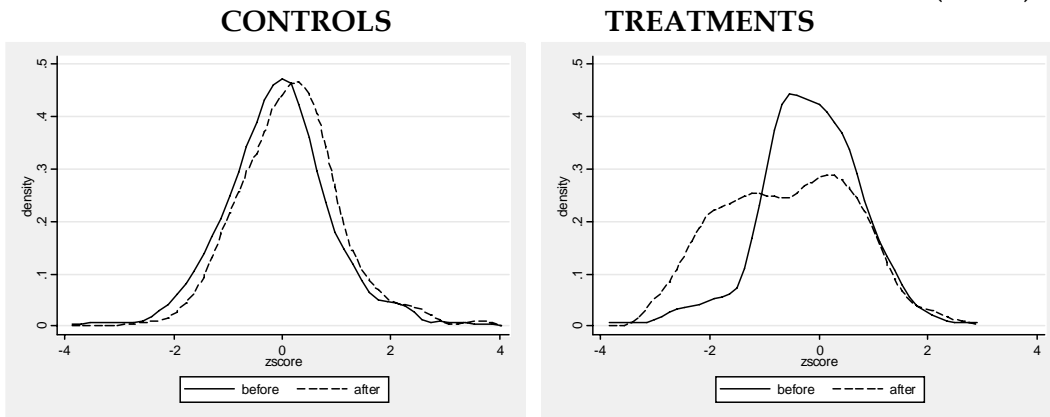 CONTROLS
TREATMENTS
.5
.4
.3
.2
.1
0
density
-4 -2 0 2 4
zscore
before after
.5
.4
.3
.2
.1
0
density
-4 -2 0 2 4
zscore
before after